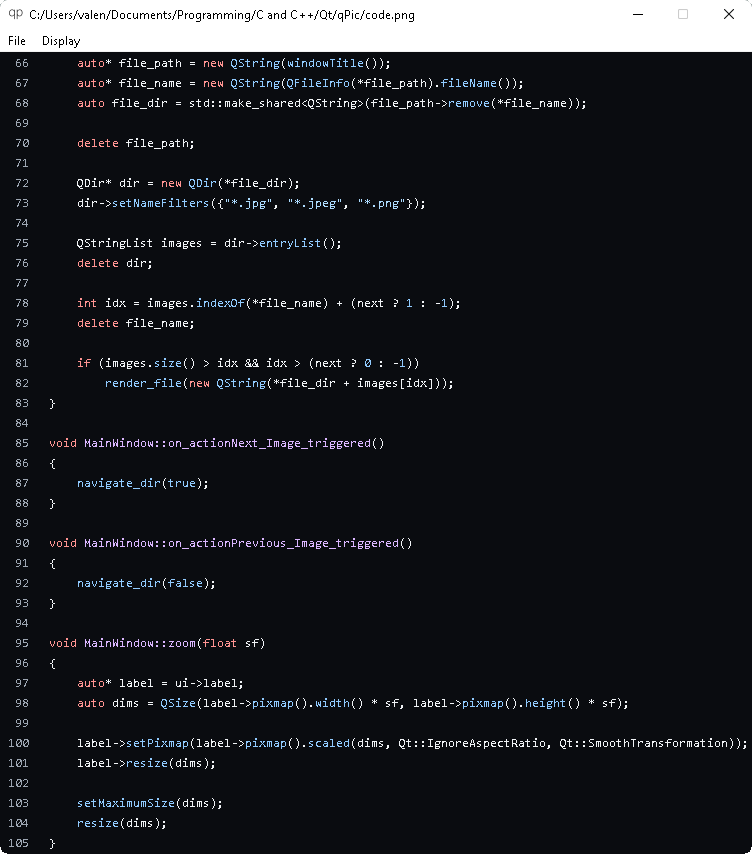 qp C:/Users/valen/Documents/Programming/C and C++/Qt/qPic/code.png
File Display
66 auto* file_path = new QString(windowTitle());
67 auto* file_name = new QString(QFileInfo(*file_path).fileName());
68 auto file_dir = std::make_shared<QString>(file_path->remove(*file_name));
69
70 delete file_path;
71
72 QDir* dir = new QDir(*file_dir);
73 dir->setNameFilters({"*.jpg", "*.jpeg", "*.png"});
74
75 QStringList images = dir->entryList();
76 delete dir;
77
78 int idx = images.indexOf(*file_name) + (next ? 1 : -1);
79 delete file_name;
80
81 if (images.size() > idx && idx > (next ? 0 : -1))
82 render_file(new QString(*file_dir + images[idx]));
83 }
84
85 void MainWindow::on_actionNext_Image_triggered()
86 {
87 navigate_dir(true);
88 }
89
90 void MainWindow::on_actionPrevious_Image_triggered()
91 {
92 navigate_dir(false);
93 }
94
95 void MainWindow::zoom(float sf)
96 {
97 auto* label = ui->label;
98 auto dims = QSize(label->pixmap().width() * sf, label->pixmap().height() * sf);
99
100 label->setPixmap(label->pixmap().scaled(dims, Qt::IgnoreAspectRatio, Qt::SmoothTransformation));
101 label->resize(dims);
102
103 setMaximumSize(dims);
104 resize(dims);
105 }